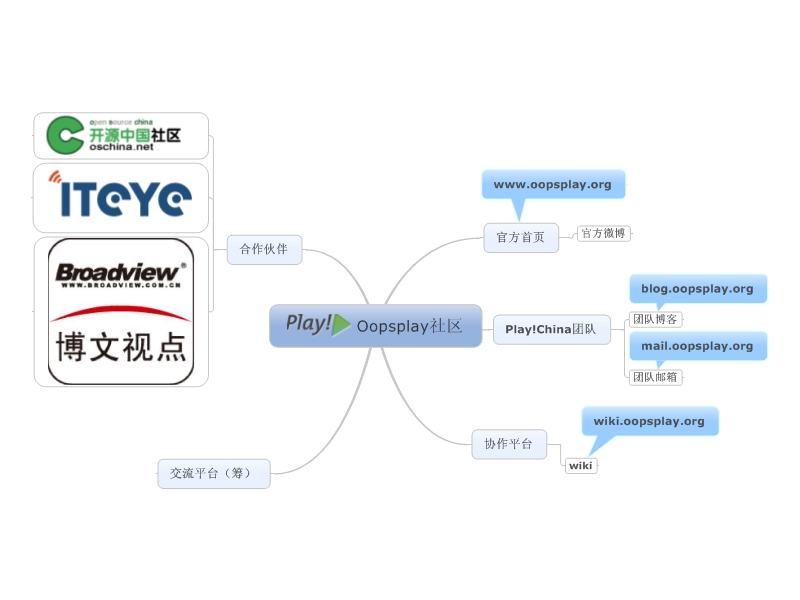 open source china
开源中国社区
oschina.net
ITeye
Broadview®
WWW.BROADVIEW.COM.CN
博文视点
合作伙伴
交流平台（筹）
Play! Oopsplay社区
www.oopsplay.org
官方首页
官方微博
Play!China团队
blog.oopsplay.org
团队博客
mail.oopsplay.org
团队邮箱
协作平台
wiki.oopsplay.org
wiki